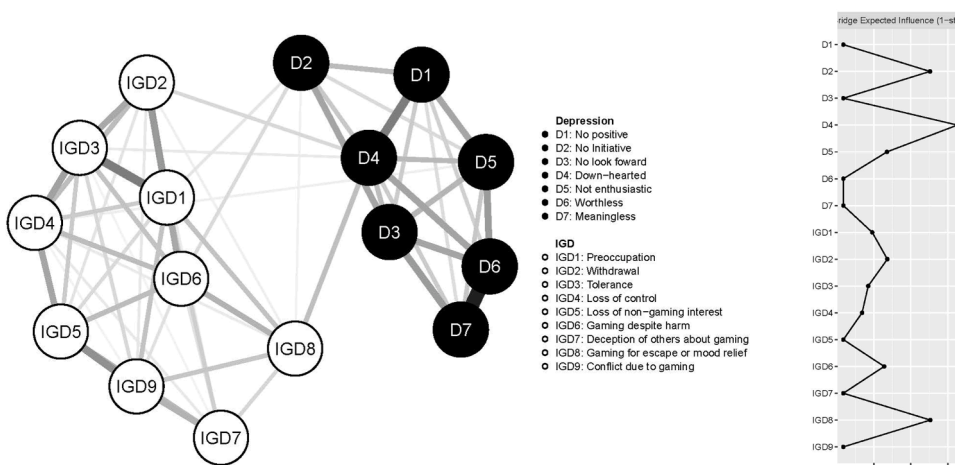 D2
D1
IGD2
IGD3
D4
D5
IGD1
IGD4
D3
D6
IGD6
D7
IGD5
IGD8
IGD9
IGD7
Depression
D1: No positive
D2: No Initiative
D3: No look foward
D4: Down-hearted
D5: Not enthusiastic
D6: Worthless
D7: Meaningless
IGD
IGD1: Preoccupation
IGD2: Withdrawal
IGD3: Tolerance
IGD4: Loss of control
IGD5: Loss of non-gaming interest
IGD6: Gaming despite harm
IGD7: Deception of others about gaming
IGD8: Gaming for escape or mood relief
IGD9: Conflict due to gaming
Expected Influence
D1
D2
D3
D4
D5
D6
D7
IGD1
IGD2
IGD3
IGD4
IGD5
IGD6
IGD7
IGD8
IGD9